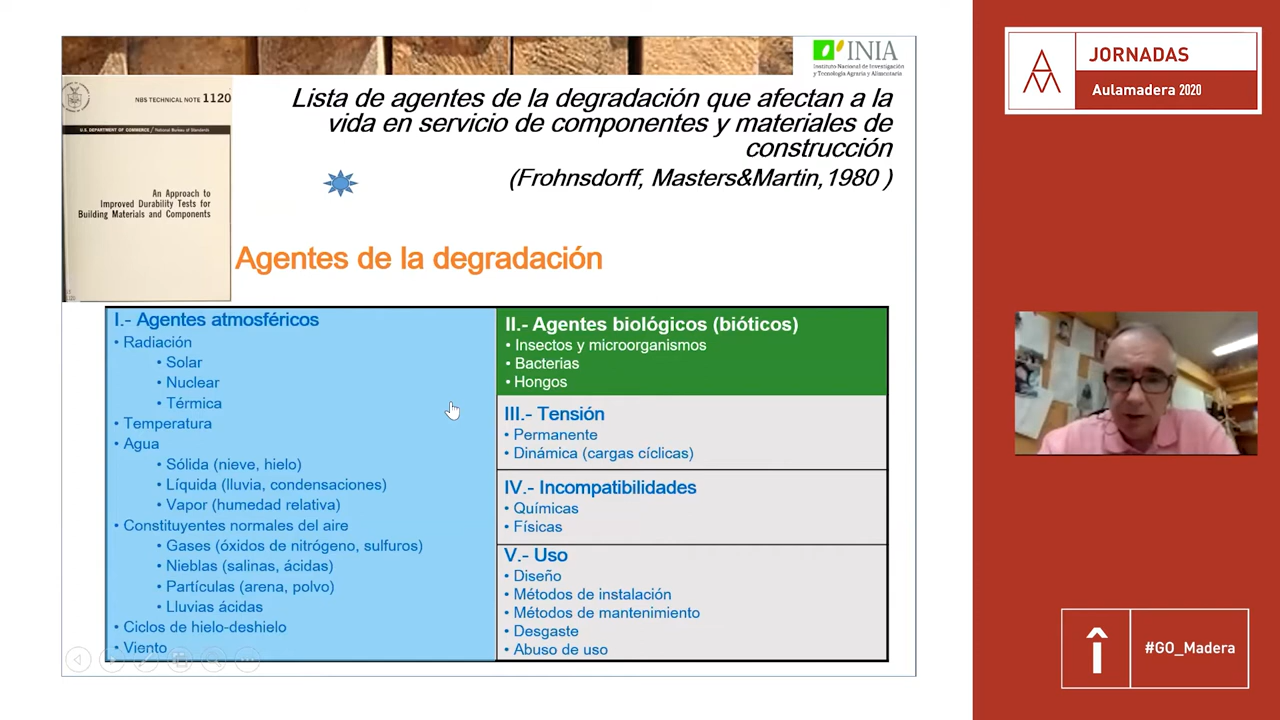 INIA
Instituto Nacional de Investigación
y Tecnología Agraria y Alimentaria
NBS TECHNICAL NOTE 1120
U.S. DEPARTMENT OF COMMERCE / National Bureau of Standards
An Approach to
Improved Durability Tests for
Building Materials and Components
Lista de agentes de la degradación que afectan a la
vida en servicio de componentes y materiales de
construcción
(Frohnsdorff, Masters&Martin,1980 )
Agentes de la degradación
I.- Agentes atmosféricos
• Radiación
• Solar
• Nuclear
• Térmica
• Temperatura
• Agua
• Sólida (nieve, hielo)
• Líquida (lluvia, condensaciones)
• Vapor (humedad relativa)
• Constituyentes normales del aire
• Gases (óxidos de nitrógeno, sulfuros)
• Nieblas (salinas, ácidas)
• Partículas (arena, polvo)
• Lluvias ácidas
• Ciclos de hielo-deshielo
• Viento
II.- Agentes biológicos (bióticos)
• Insectos y microorganismos
• Bacterias
• Hongos
III.- Tensión
• Permanente
• Dinámica (cargas cíclicas)
IV.- Incompatibilidades
• Químicas
• Físicas
V.- Uso
• Diseño
• Métodos de instalación
• Métodos de mantenimiento
• Desgaste
• Abuso de uso
JORNADAS
Aulamadera 2020
#GO_Madera